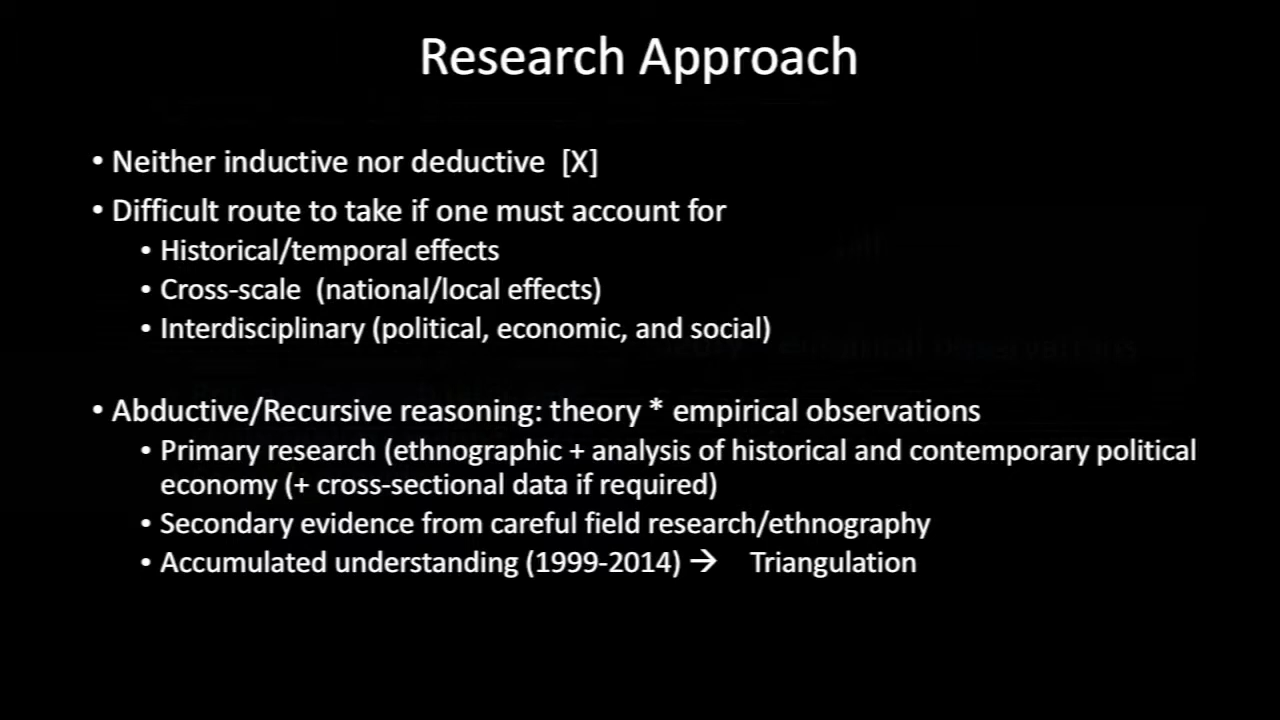 Research Approach
• Neither inductive nor deductive [X]
• Difficult route to take if one must account for
• Historical/temporal effects
• Cross-scale (national/local effects)
• Interdisciplinary (political, economic, and social)
• Abductive/Recursive reasoning: theory * empirical observations
• Primary research (ethnographic + analysis of historical and contemporary political
economy (+ cross-sectional data if required)
• Secondary evidence from careful field research/ethnography
• Accumulated understanding (1999-2014) → Triangulation